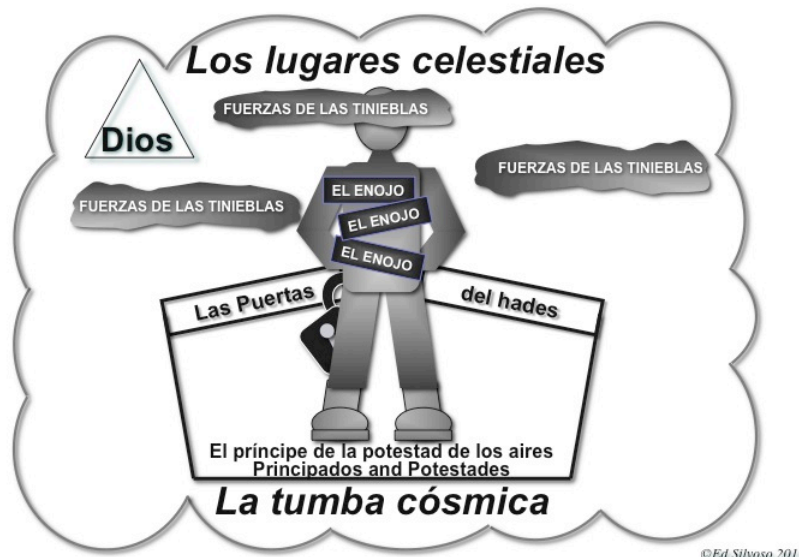 Los lugares celestiales
FUERZAS DE LAS TINIEBLAS
Dios
FUERZAS DE LAS TINIEBLAS
FUERZAS DE LAS TINIEBLAS
EL ENOJO
EL ENOJO
EL ENOJO
Las Puertas
del hades
El príncipe de la potestad de los aires
Principados and Potestades
La tumba cósmica
©Ed Silvoso